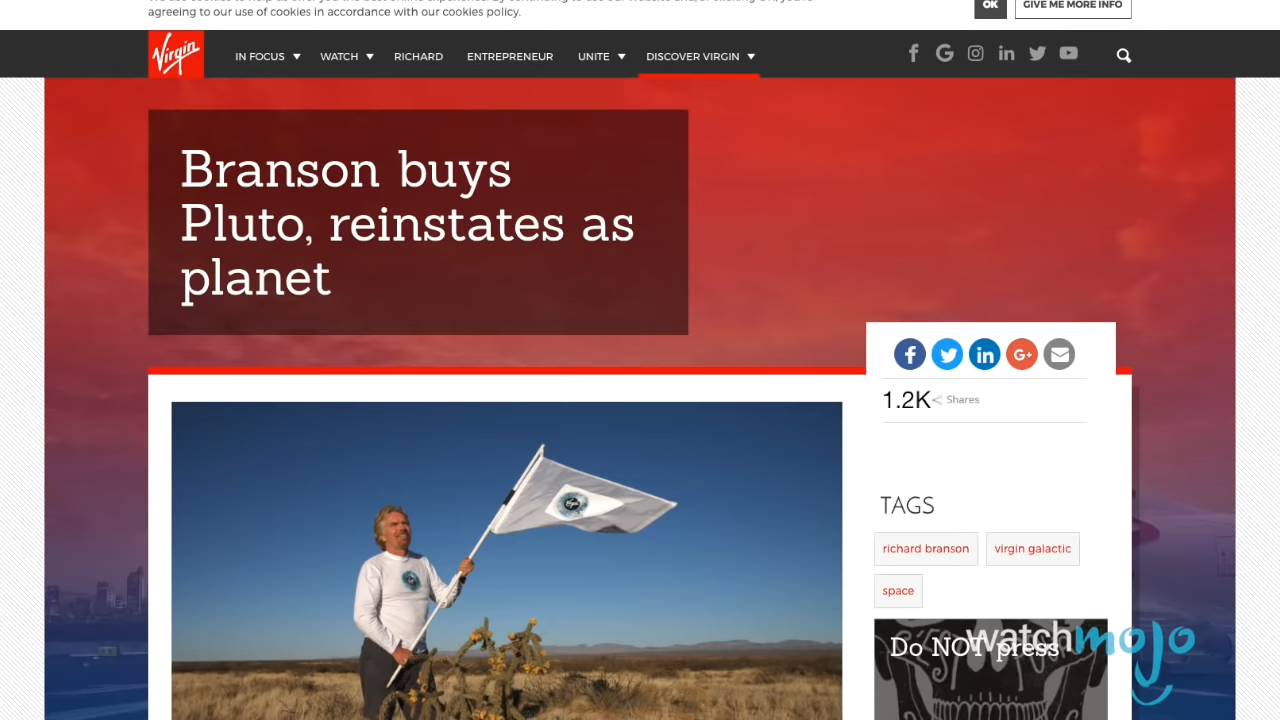 agreeing to our use of cookies in accordance with our cookies policy.
OK
GIVE ME MORE INFO
Virgin
IN FOCUS
WATCH
RICHARD
ENTREPRENEUR
UNITE
DISCOVER VIRGIN
Branson buys
Pluto, reinstates as
planet
1.2K
Shares
TAGS
richard branson
virgin galactic
space
Do NOT press
watchmojo